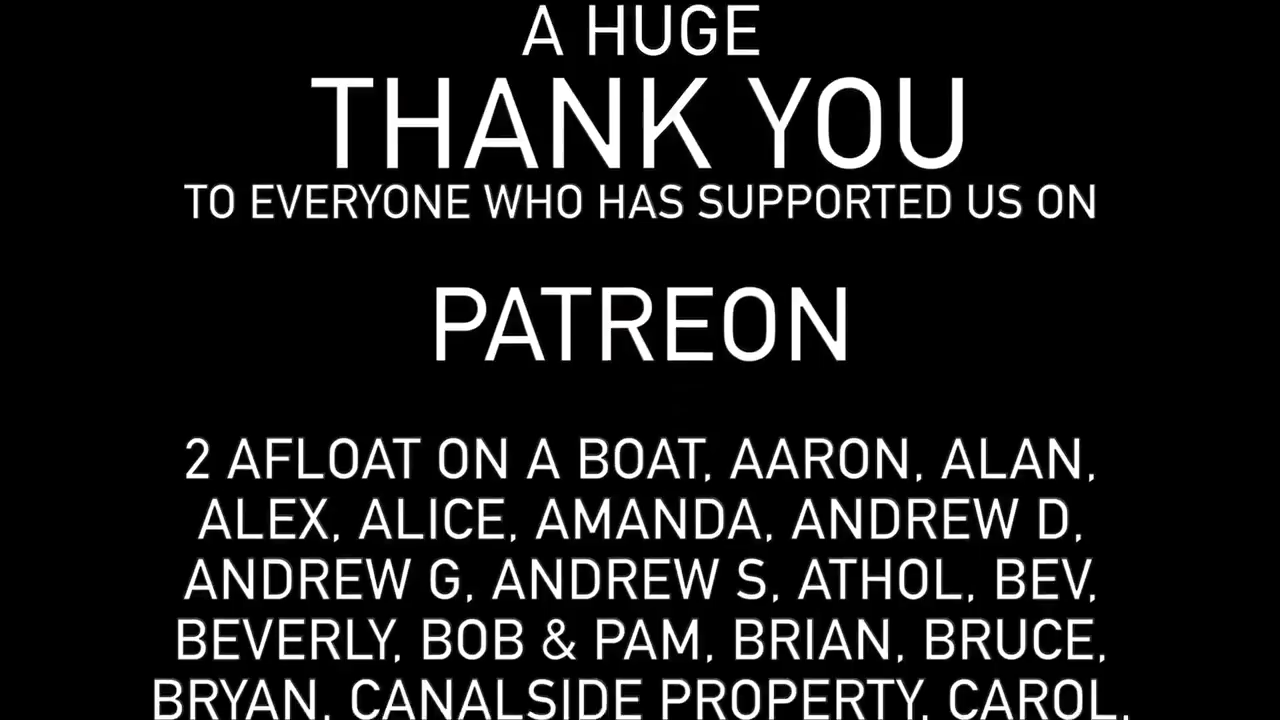 A HUGE
THANK YOU
TO EVERYONE WHO HAS SUPPORTED US ON
PATREON
2 AFLOAT ON A BOAT, AARON, ALAN,
ALEX, ALICE, AMANDA, ANDREW D,
ANDREW G, ANDREW S, ATHOL, BEV,
BEVERLY, BOB & PAM, BRIAN, BRUCE,
BRYAN, CANALSIDE PROPERTY, CAROL,